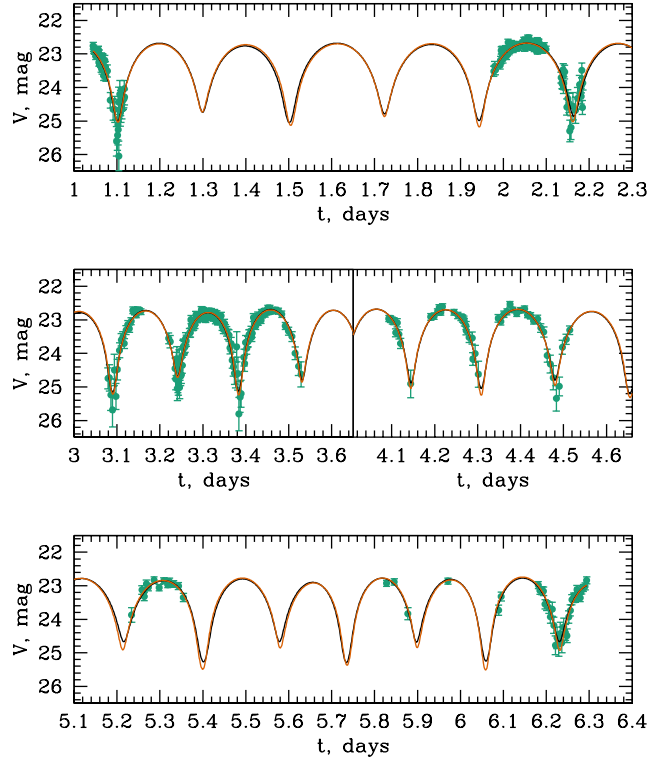 22
23
24
25
26
V, mag
1 1.1 1.2 1.3 1.4 1.5 1.6 1.7 1.8 1.9 2 2.1 2.2 2.3
t, days
22
23
24
25
26
V, mag
3 3.1 3.2 3.3 3.4 3.5 3.6 4.1 4.2 4.3 4.4 4.5 4.6
t, days t, days
22
23
24
25
26
V, mag
5.1 5.2 5.3 5.4 5.5 5.6 5.7 5.8 5.9 6 6.1 6.2 6.3 6.4
t, days